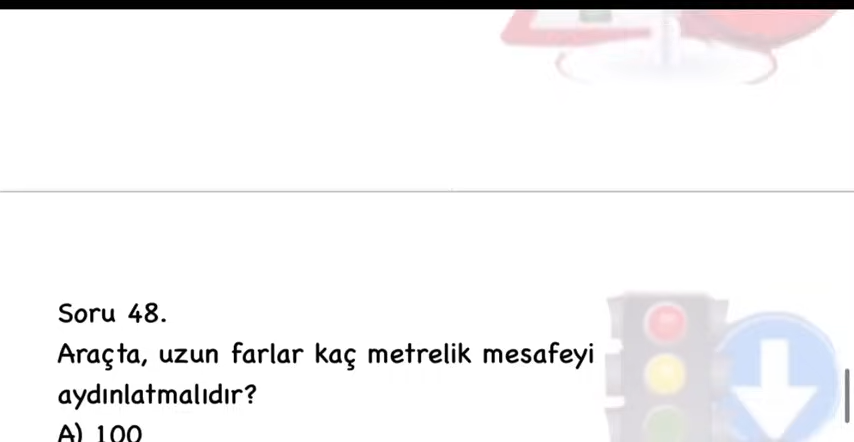 Soru 48.
Araçta, uzun farlar kaç metrelik mesafeyi
aydınlatmalıdır?
A) 100